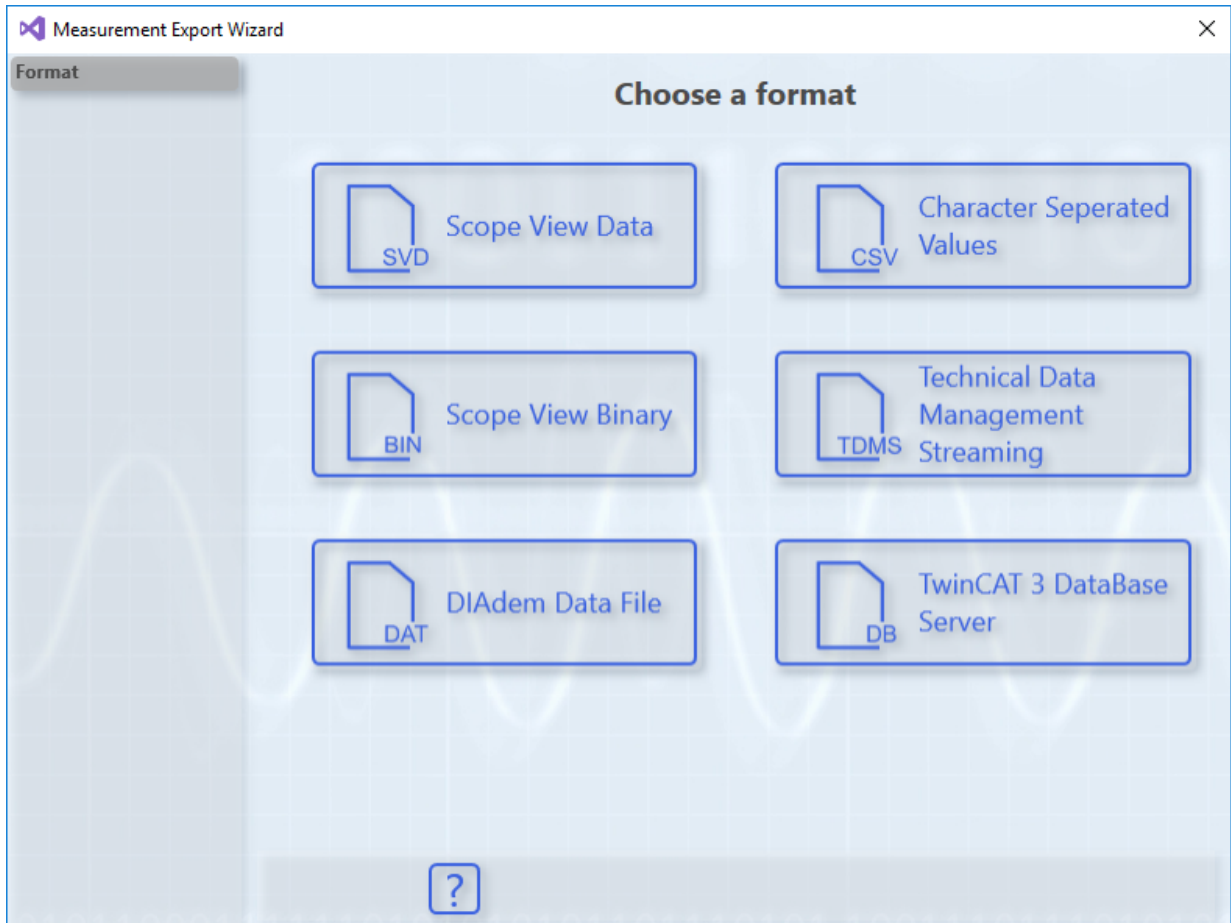 Measurement Export Wizard
Format
Choose a format
SVD
Scope View Data
CSV
Character Seperated
Values
BIN
Scope View Binary
TDMS
Technical Data
Management
Streaming
DAT
DIAdem Data File
DB
TwinCAT 3 DataBase
Server
?